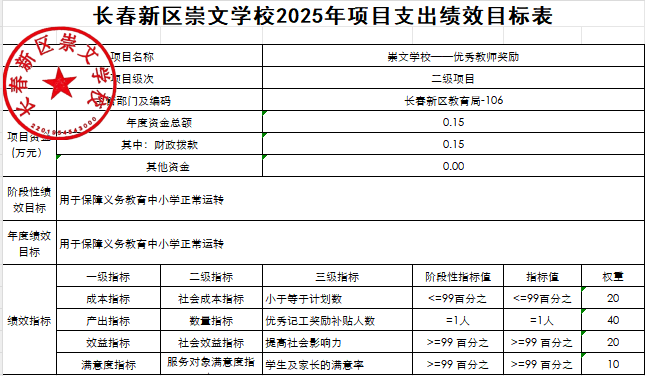 长春新区崇文学校2025年项目支出绩效目标表
长春新区崇文学校
项目名称 崇文学校——优秀教师奖励
项目级次 二级项目
部门及编码 长春新区教育局-106
项目资金
(万元) 年度资金总额 0.15
其中：财政拨款 0.15
其他资金 0.00
阶段性绩
效目标 用于保障义务教育中小学正常运转
年度绩效
目标 用于保障义务教育中小学正常运转
绩效指标 一级指标 二级指标 三级指标 阶段性指标值 指标值 权重
成本指标 社会成本指标 小于等于计划数 <=99百分之 <=99百分之 20
产出指标 数量指标 优秀记工奖励补贴人数 =1人 =1人 40
效益指标 社会效益指标 提高社会影响力 >=99 百分之 >=99 百分之 20
满意度指标 服务对象满意度指 学生及家长的满意率 >=99 百分之 >=99 百分之 10